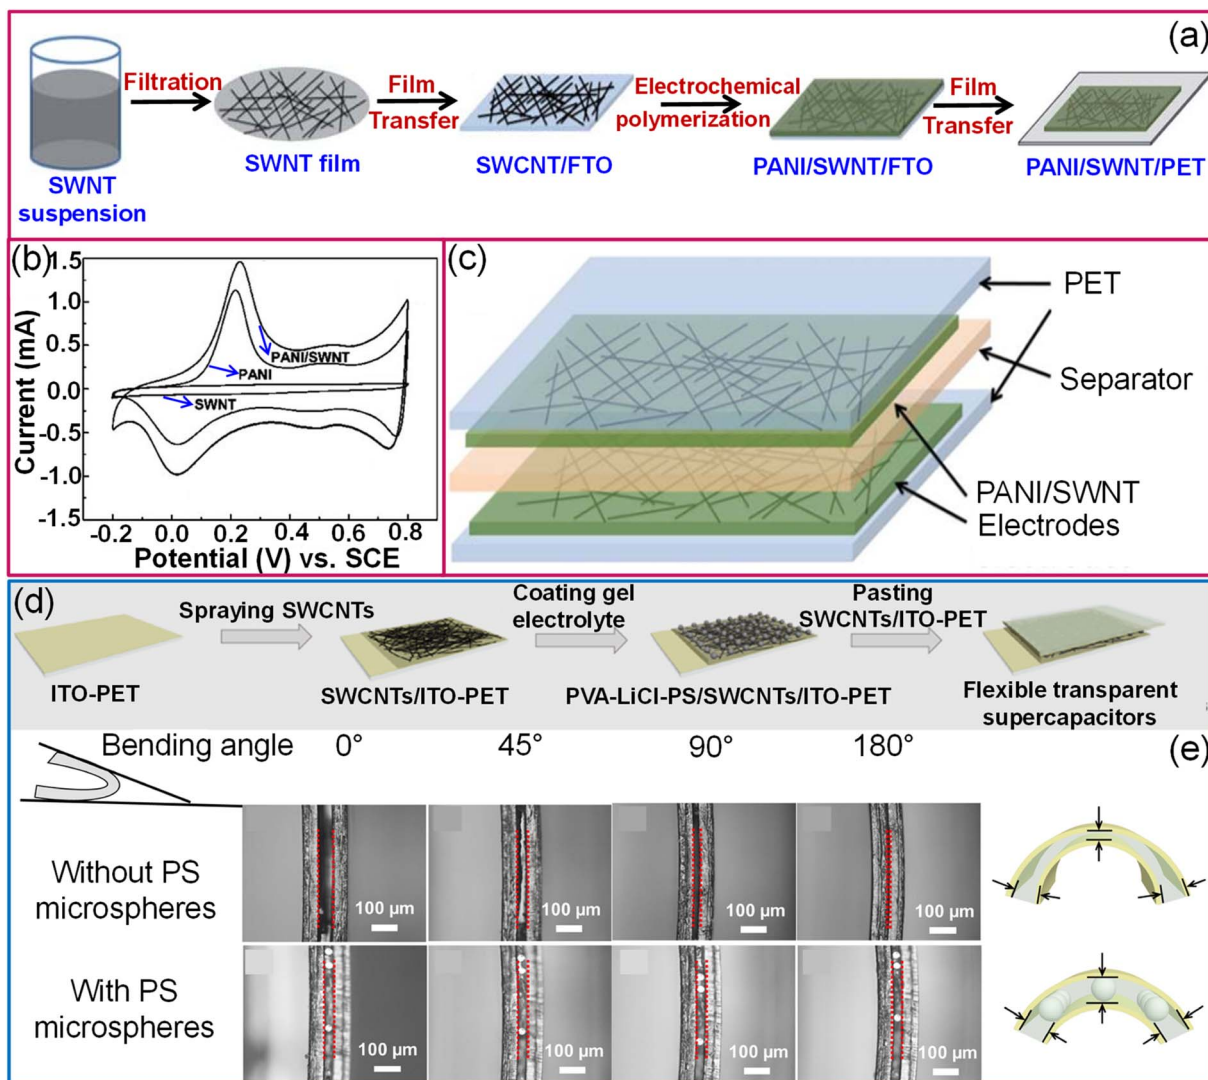 (a)
Filtration
Film
Transfer
Electrochemical
polymerization
Film
Transfer
SWNT
suspension
SWNT film
SWCNT/FTO
PANI/SWNT/FTO
PANI/SWNT/PET
(b)
Current (mA)
1.5
1.0
0.5
0.0
-0.5
-1.0
-1.5
PANI/SWNT
PANI
SWNT
-0.2
0.0
0.2
0.4
0.6
0.8
Potential (V) vs. SCE
(c)
PET
Separator
PANI/SWNT
Electrodes
(d)
Spraying SWCNTs
Coating gel
electrolyte
Pasting
SWCNTs/ITO-PET
ITO-PET
SWCNTs/ITO-PET
PVA-LiCl-PS/SWCNTs/ITO-PET
Flexible transparent
supercapacitors
(e)
Bending angle 0° 45° 90° 180°
Without PS
microspheres
100 µm
100 µm
100 µm
100 µm
With PS
microspheres
100 µm
100 µm
100 µm
100 µm